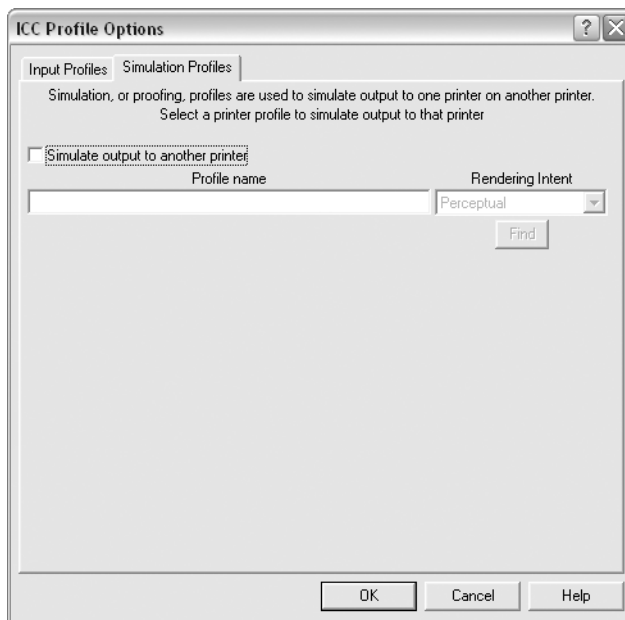 ICC Profile Options
Input Profiles Simulation Profiles
Simulation, or proofing, profiles are used to simulate output to one printer on another printer.
Select a printer profile to simulate output to that printer
Simulate output to another printer
Profile name Rendering Intent
Perceptual
Find
OK Cancel Help